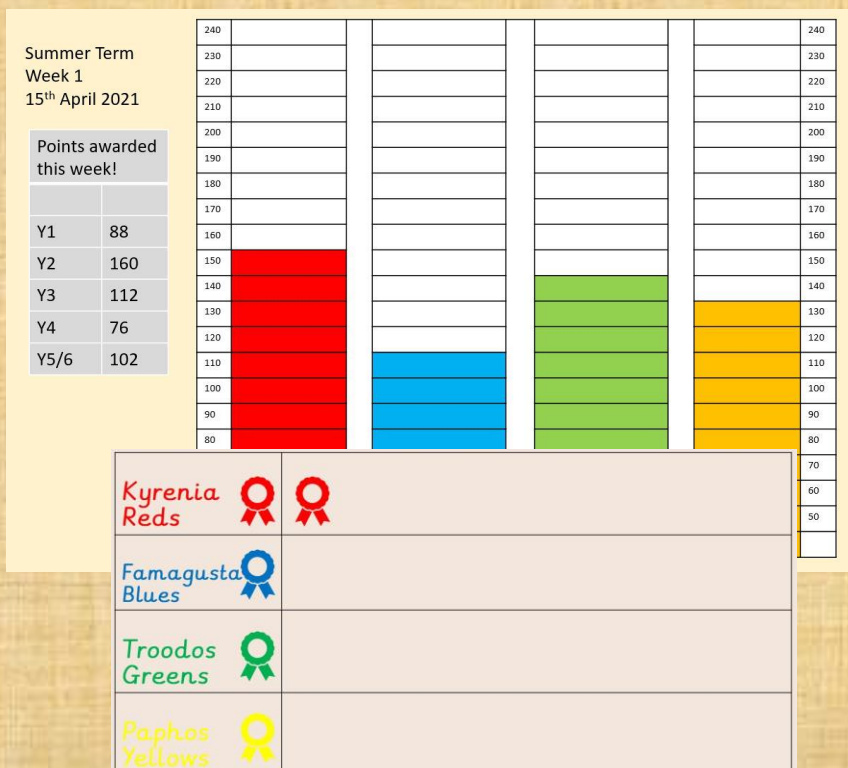 Summer Term
Week 1
15th April 2021
Points awarded
this week!
Y1 88
Y2 160
Y3 112
Y4 76
Y5/6 102
240 240
230 230
220 220
210 210
200 200
190 190
180 180
170 170
160 160
150 150
140 140
130 130
120 120
110 110
100 100
90 90
80 80
70
60
50
Kyrenia
Reds
Famagusta
Blues
Troodos
Greens
Paphos
Yellows